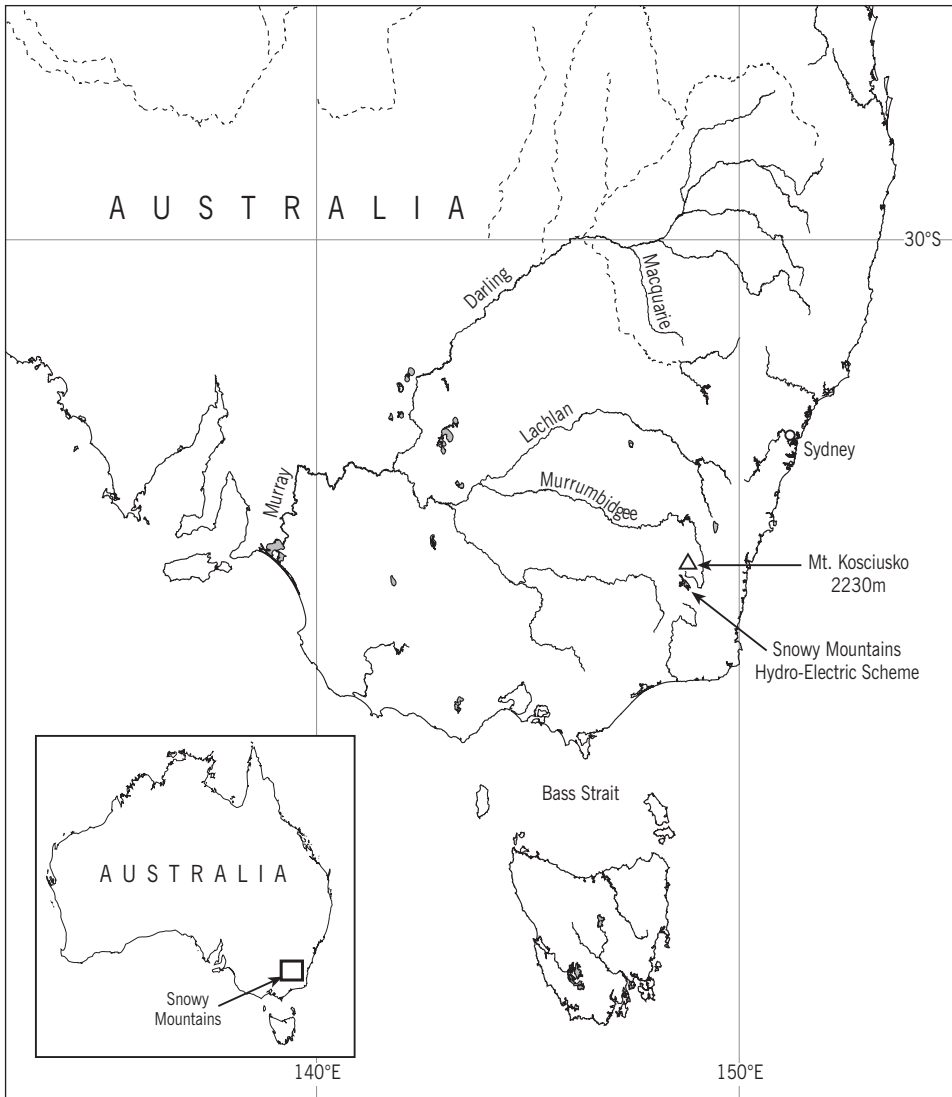 AUSTRALIA
30°S
Darling
Macquarie
Lachlan
Sydney
Murrumbidgee
Murray
Mt. Kosciusko
2230m
Snowy Mountains
Hydro-Electric Scheme
Bass Strait
AUSTRALIA
Snowy
Mountains
140°E
150°E